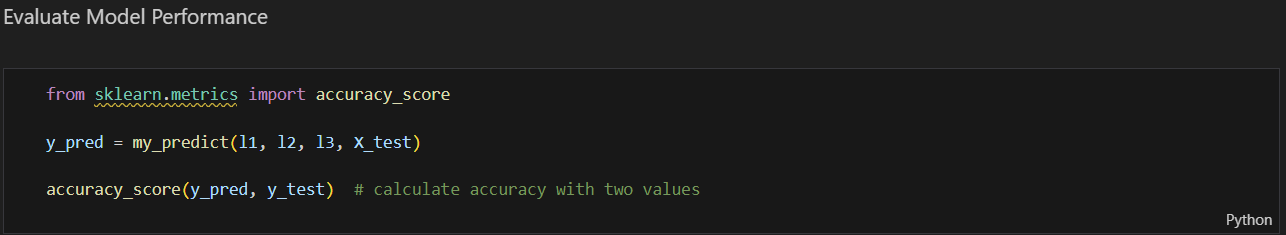 Evaluate Model Performance
from sklearn.metrics import accuracy_score
y_pred = my_predict(l1, l2, l3, X_test)
accuracy_score(y_pred, y_test)  # calculate accuracy with two values
Python